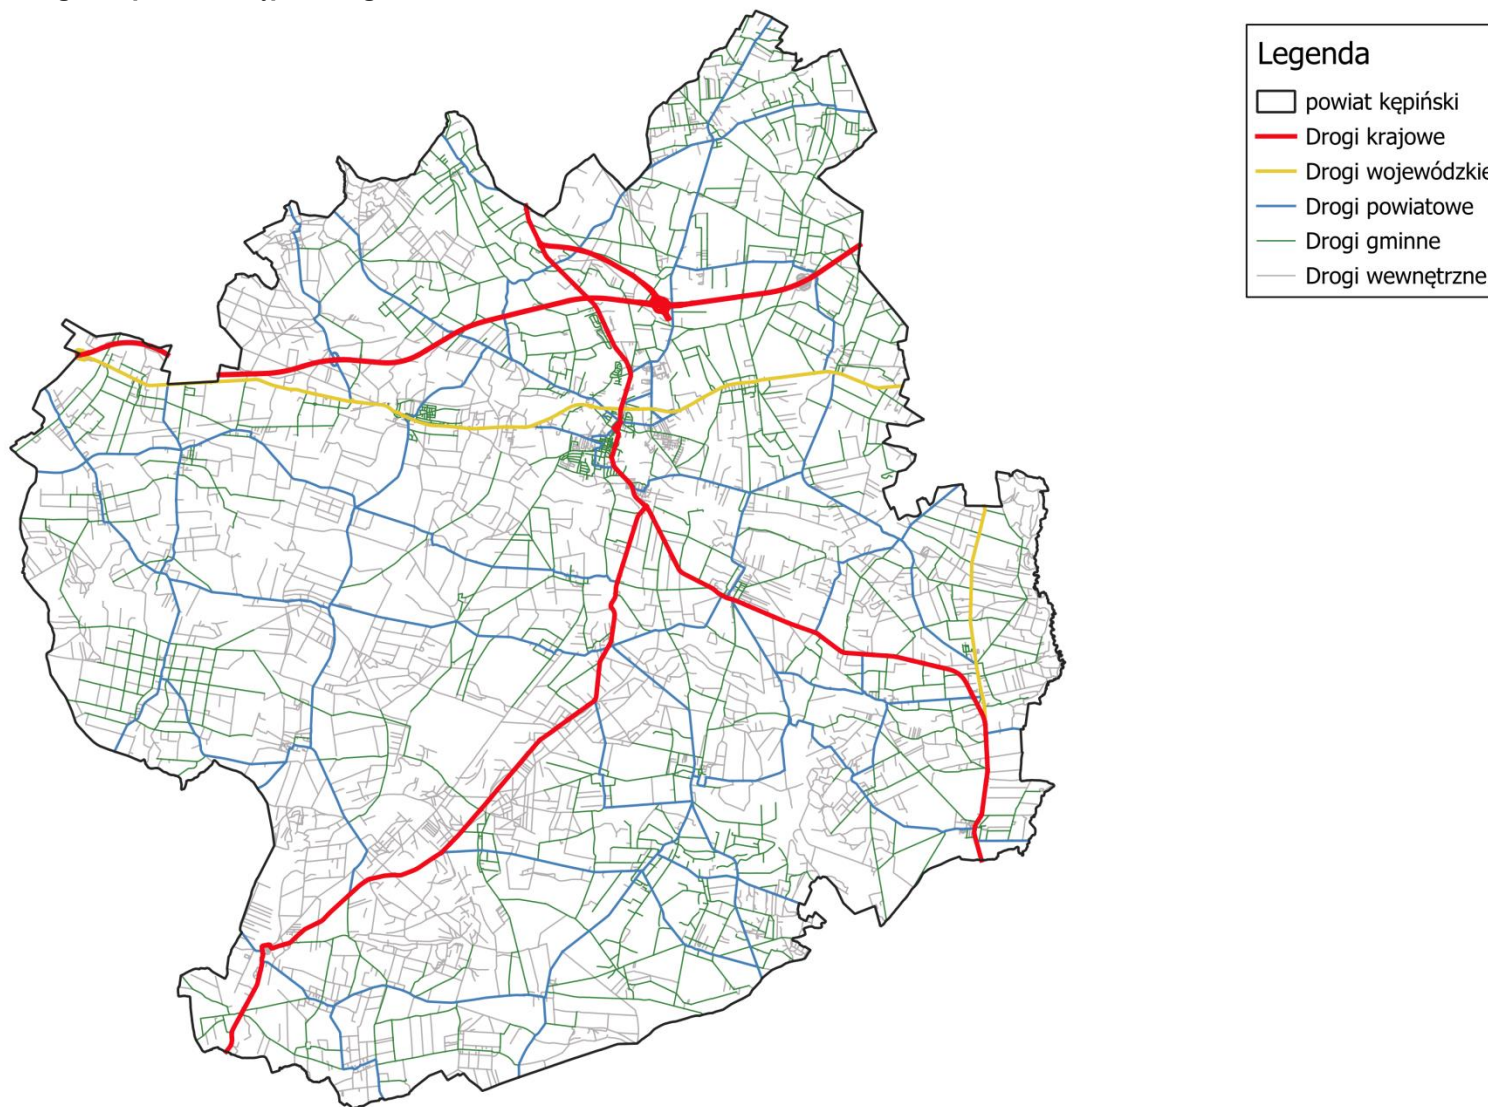 Legenda
powiat kępiński
Drogi krajowe
Drogi wojewódzkie
Drogi powiatowe
Drogi gminne
Drogi wewnętrzne